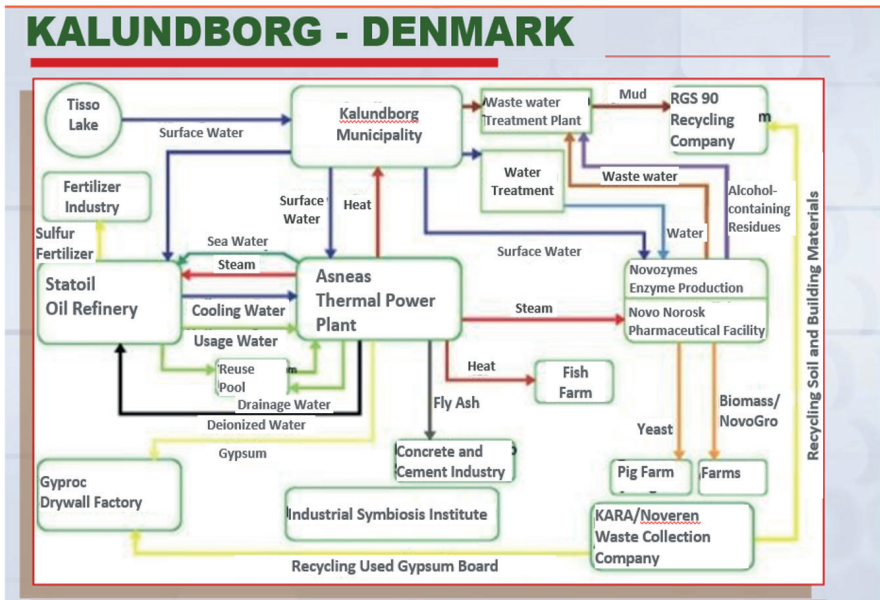 KALUNDBORG - DENMARK
Tisso
Lake
Surface Water
Kalundborg
Municipality
Waste water
Treatment Plant
Mud
RGS 90
Recycling
Company
m
Fertilizer
Industry
Surface
Water
Heat
Water
Treatment
Waste water
Alcohol-
containing
Residues
Sulfur
Fertilizer
Sea Water
Steam
Surface Water
Water
Recycling Soil and Building Materials
Statoil
Oil Refinery
Asneas
Thermal Power
Plant
Novozymes
Enzyme Production
Cooling Water
Steam
Novo Norosk
Pharmaceutical Facility
Usage Water
Reuse
Pool
Heat
Fish
Farm
Drainage Water
Fly Ash
Biomass/
NovoGro
Deionized Water
Yeast
Gypsum
Concrete and
Cement Industry
Pig Farm
Farms
Gyproc
Drywall Factory
Industrial Symbiosis Institute
KARA/Noveren
Waste Collection
Company
Recycling Used Gypsum Board